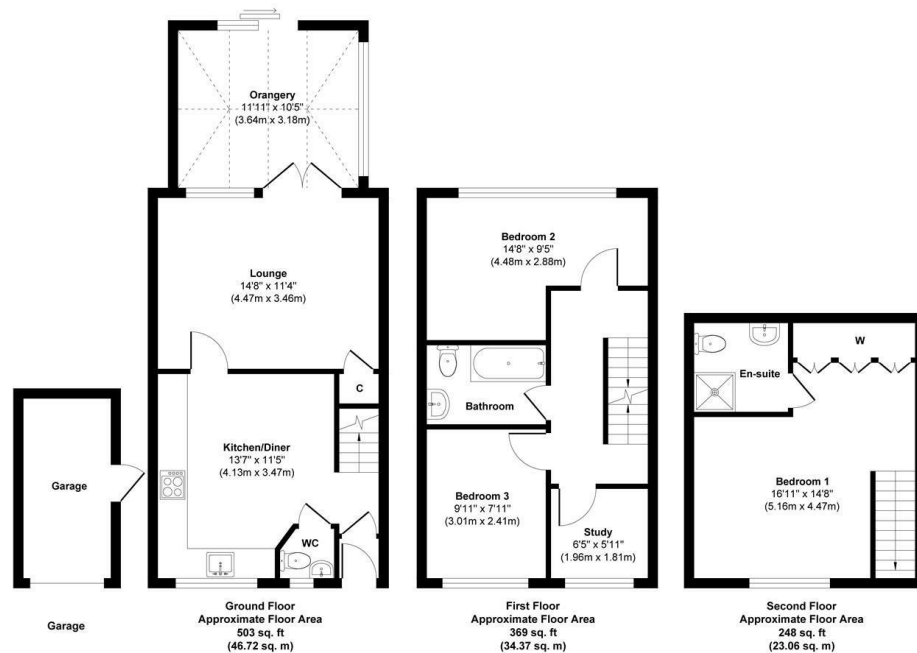 Orangery
11'11" x 10'5"
(3.64m x 3.18m)
Lounge
14'8" x 11'4"
(4.47m x 3.46m)
C
Kitchen/Diner
13'7" x 11'5"
(4.13m x 3.47m)
WC
Garage
Garage
Ground Floor
Approximate Floor Area
503 sq. ft
(46.72 sq. m)
Bedroom 2
14'8" x 9'5"
(4.48m x 2.88m)
Bathroom
Bedroom 3
9'11" x 7'11"
(3.01m x 2.41m)
Study
6'5" x 5'11"
(1.96m x 1.81m)
First Floor
Approximate Floor Area
369 sq. ft
(34.37 sq. m)
W
En-suite
Bedroom 1
16'11" x 14'8"
(5.16m x 4.47m)
Second Floor
Approximate Floor Area
248 sq. ft
(23.06 sq. m)